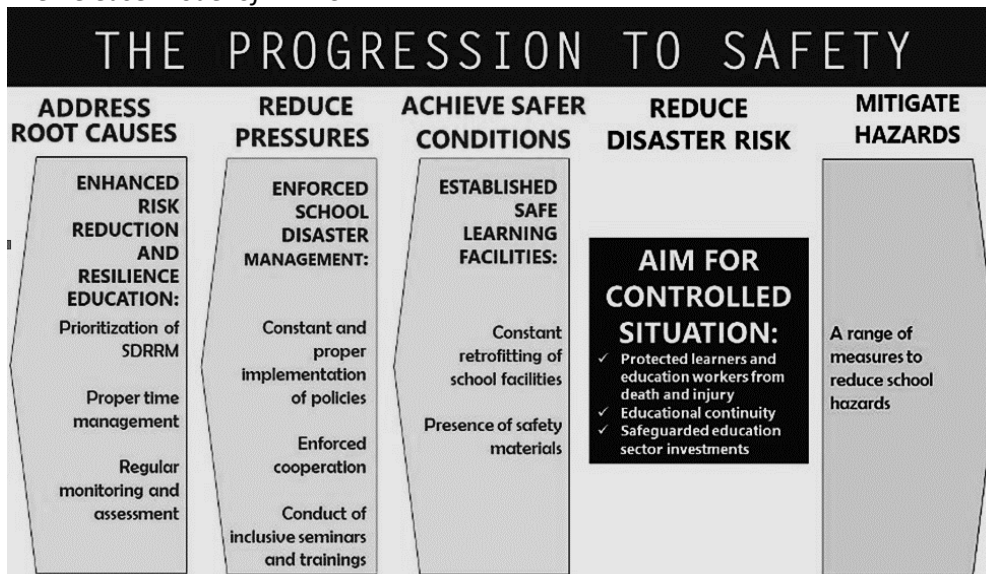 THE PROGRESSION TO SAFETY
ADDRESS
ROOT CAUSES
ENHANCED
RISK
REDUCTION
AND
RESILIENCE
EDUCATION:
Prioritization of
SDRRM
Proper time
management
Regular
monitoring and
assessment
REDUCE
PRESSURES
ENFORCED
SCHOOL
DISASTER
MANAGEMENT:
Constant and
proper
implementation
of policies
Enforced
cooperation
Conduct of
inclusive seminars
and trainings
ACHIEVE SAFER
CONDITIONS
ESTABLISHED
SAFE
LEARNING
FACILITIES:
Constant
retrofitting of
school facilities
Presence of safety
materials
REDUCE
DISASTER RISK
AIM FOR
CONTROLLED
SITUATION:
✓ Protected learners and
education workers from
death and injury
✓ Educational continuity
✓ Safeguarded education
sector investments
MITIGATE
HAZARDS
A range of
measures to
reduce school
hazards